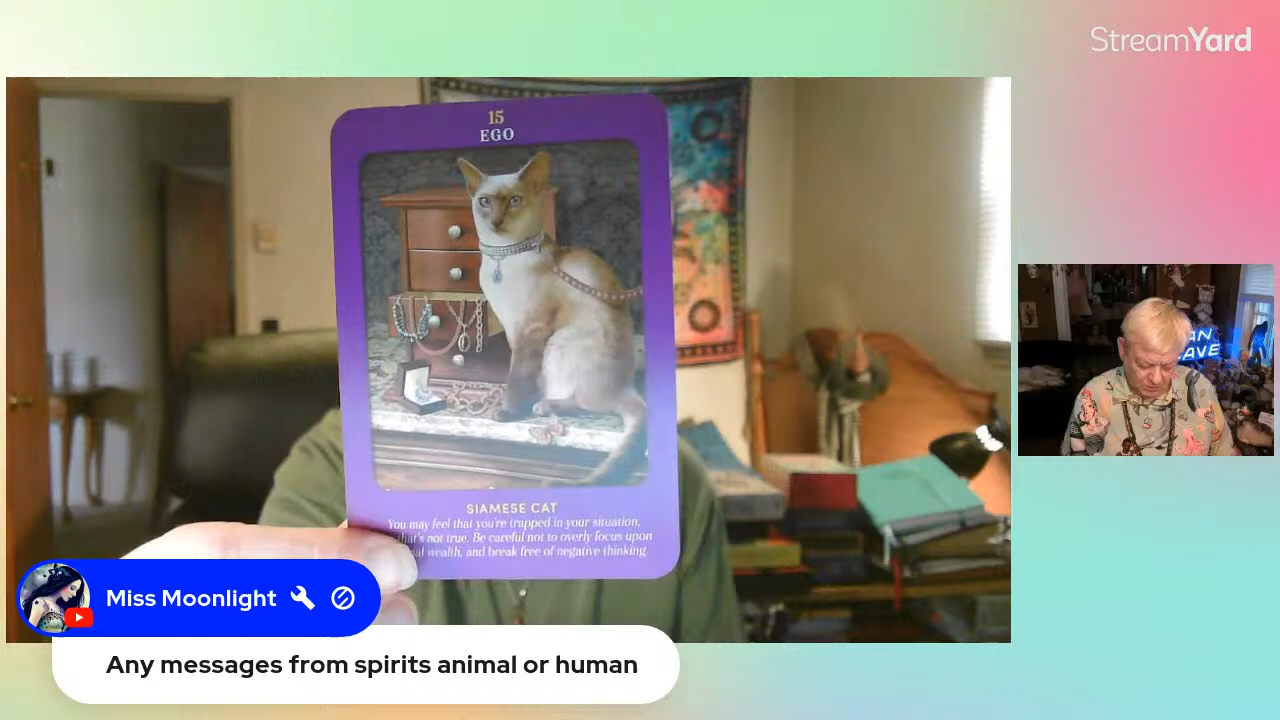 StreamYard
15
EGO
SIAMESE CAT
You may feel that you're trapped in your situation,
that's not true. Be careful not to overly focus upon
wealth, and break free of negative thinking.
AN
AVE
Miss Moonlight
Any messages from spirits animal or human